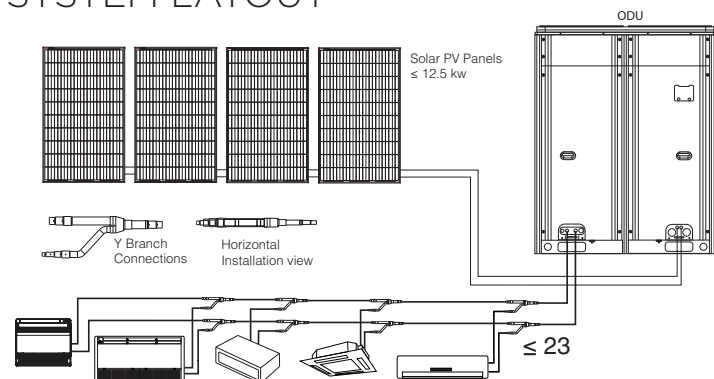 SYSTEM LAYOUT
ODU
Solar PV Panels
≤ 12.5 kw
Y Branch
Connections
Horizontal
Installation view
≤ 23